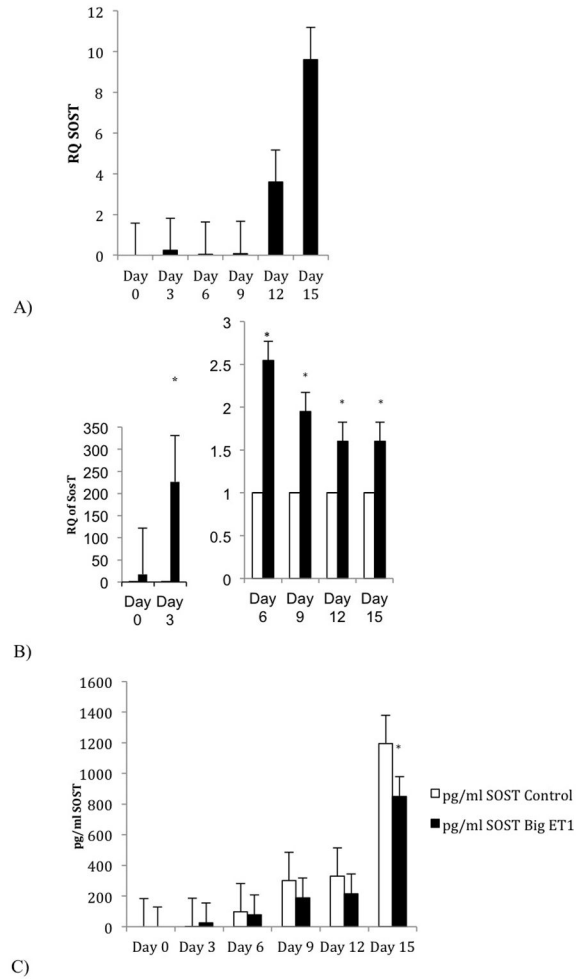 12
10
8
6
4
2
0
RQ SOST
Day Day Day Day Day Day
0 3 6 9 12 15
A)
3
2.5
2
1.5
1
0.5
0
* * * *
Day Day Day Day
6 9 12 15
*
350
300
250
200
150
100
50
0
RQ of SosT
Day Day
0 3
B)
1600
1400
1200
1000
800
600
400
200
0
pg/ml SOST
*
pg/ml SOST Control
pg/ml SOST Big ET1
Day 0 Day 3 Day 6 Day 9 Day 12 Day 15
C)